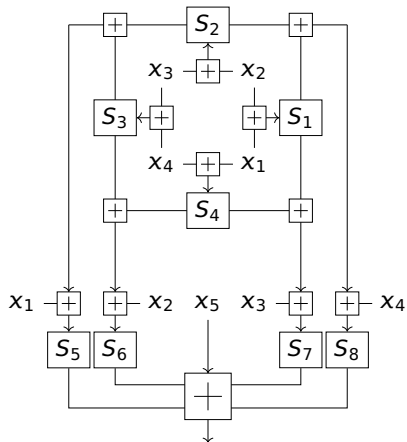 + S₂ +
x₃ + x₂
S₃ + + S₁
x₄ + x₁
+ S₄ +
x₁ + + x₂ x₅ x₃ + + x₄
S₅ S₆ S₇ S₈
+